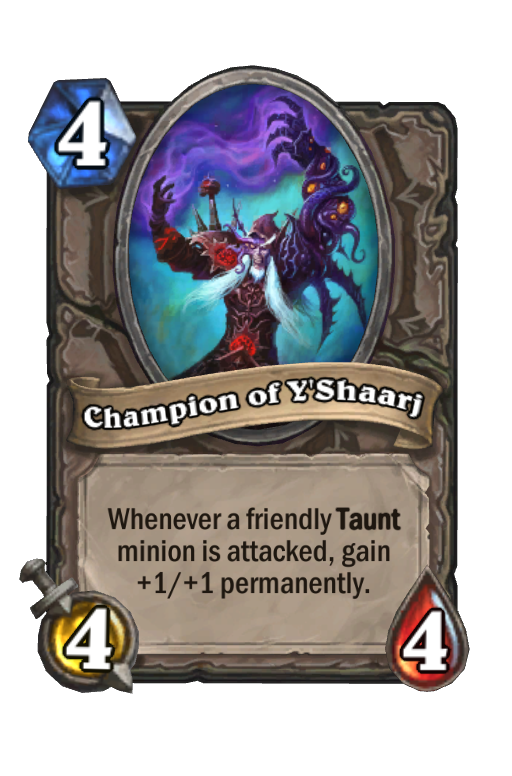 4
Champion of Y'Shaarj
Whenever a friendly Taunt
minion is attacked, gain
+1/+1 permanently.
4
4